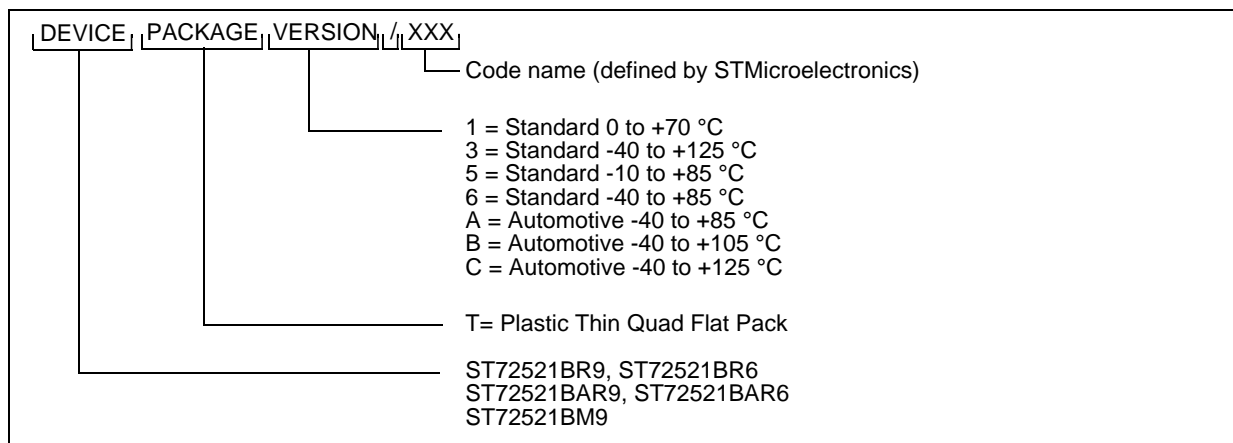 DEVICE PACKAGE VERSION / XXX
Code name (defined by STMicroelectronics)
1 = Standard 0 to +70 °C
3 = Standard -40 to +125 °C
5 = Standard -10 to +85 °C
6 = Standard -40 to +85 °C
A = Automotive -40 to +85 °C
B = Automotive -40 to +105 °C
C = Automotive -40 to +125 °C
T= Plastic Thin Quad Flat Pack
ST72521BR9, ST72521BR6
ST72521BAR9, ST72521BAR6
ST72521BM9